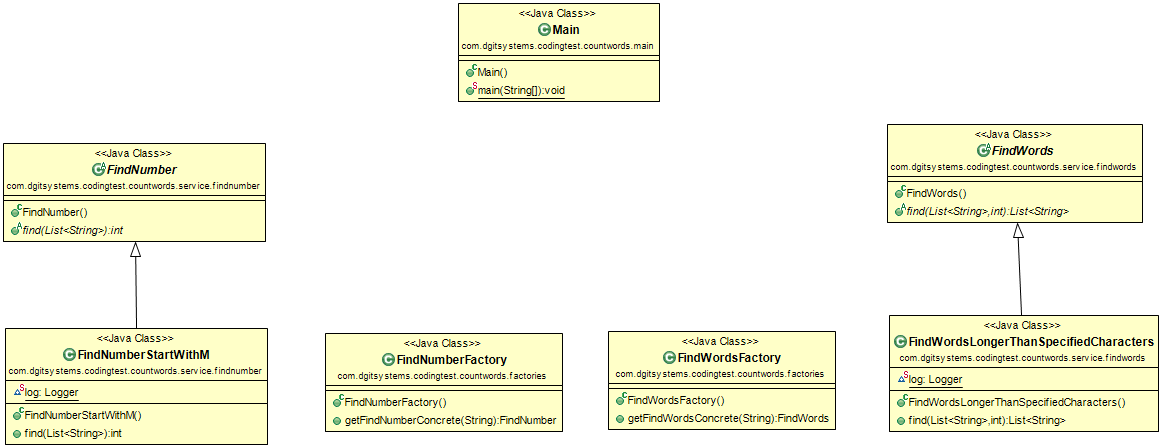 <<Java Class>>
Main
com.dgitsystems.codingtest.countwords.main
Main()
main(String[]):void
<<Java Class>>
FindNumber
com.dgitsystems.codingtest.countwords.service.findnumber
FindNumber()
find(List<String>):int
<<Java Class>>
FindWords
com.dgitsystems.codingtest.countwords.service.findwords
FindWords()
find(List<String>,int):List<String>
<<Java Class>>
FindNumberStartWithM
com.dgitsystems.codingtest.countwords.service.findnumber
log: Logger
FindNumberStartWithM()
find(List<String>):int
<<Java Class>>
FindNumberFactory
com.dgitsystems.codingtest.countwords.factories
FindNumberFactory()
getFindNumberConcrete(String):FindNumber
<<Java Class>>
FindWordsFactory
com.dgitsystems.codingtest.countwords.factories
FindWordsFactory()
getFindWordsConcrete(String):FindWords
<<Java Class>>
FindWordsLongerThanSpecifiedCharacters
com.dgitsystems.codingtest.countwords.service.findwords
log: Logger
FindWordsLongerThanSpecifiedCharacters()
find(List<String>,int):List<String>